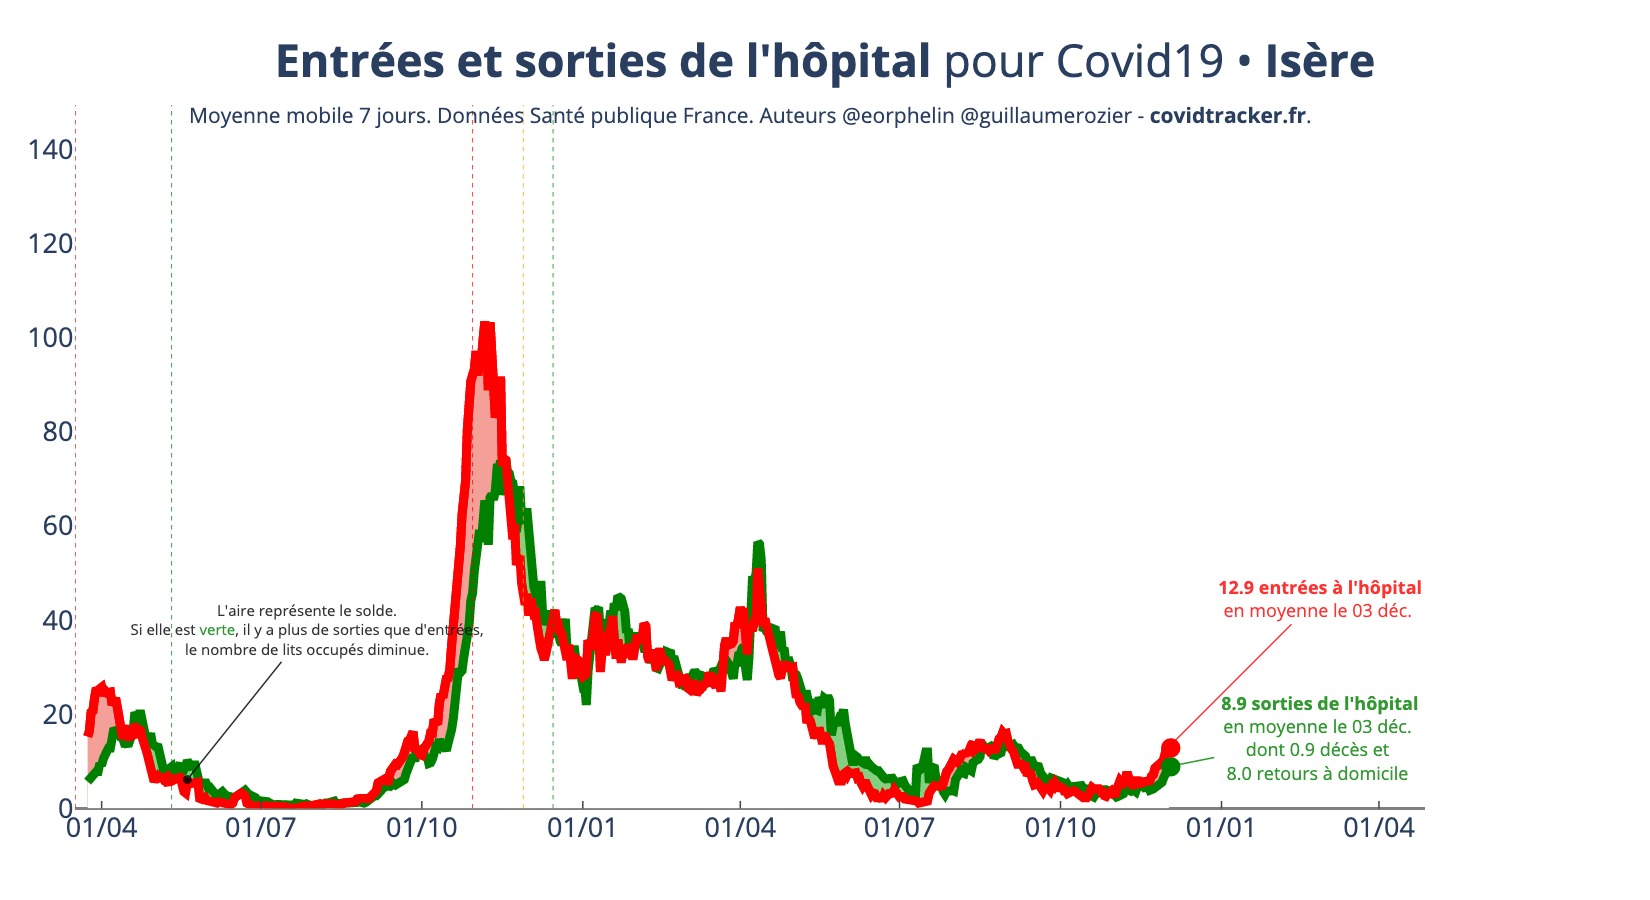 Entrées et sorties de l'hôpital pour Covid19 • Isère
Moyenne mobile 7 jours. Données Santé publique France. Auteurs @eorphelin @guillaumerozier - covidtracker.fr.
140
120
100
80
60
40
20
0
L'aire représente le solde.
Si elle est verte, il y a plus de sorties que d'entrées,
le nombre de lits occupés diminue.
12.9 entrées à l'hôpital
en moyenne le 03 déc.
8.9 sorties de l'hôpital
en moyenne le 03 déc.
dont 0.9 décès et
8.0 retours à domicile
01/04 01/07 01/10 01/01 01/04 01/07 01/10 01/01 01/04